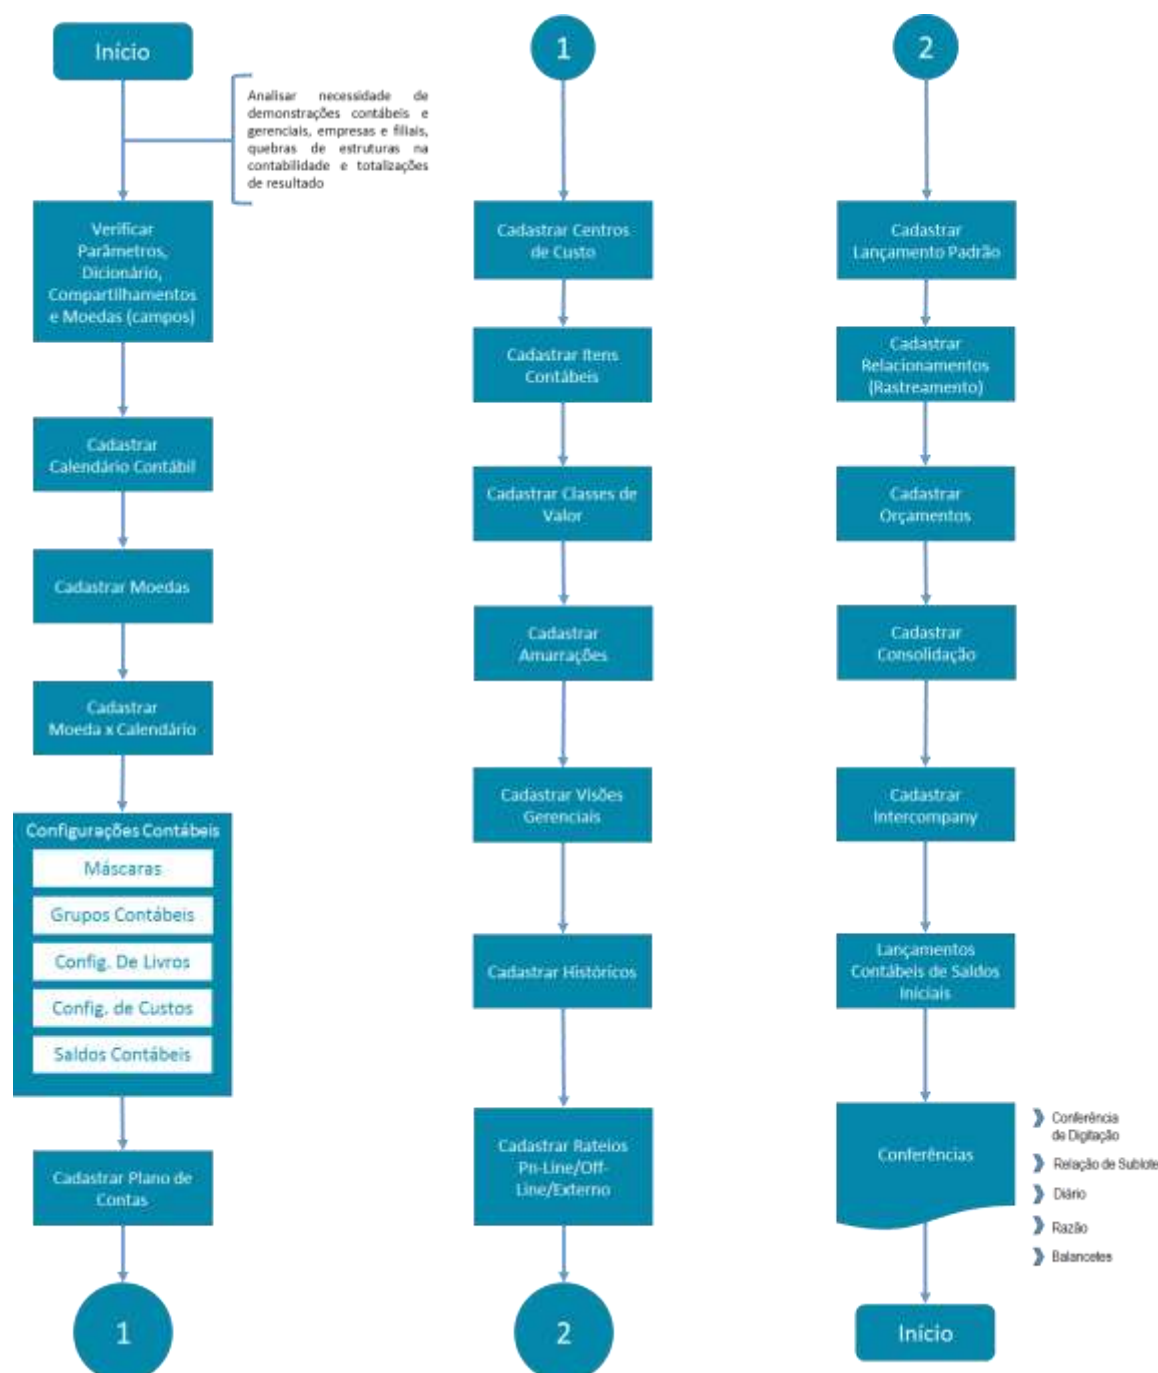 Início
Analisar necessidade de
demonstrações contábeis e
gerenciais, empresas e filiais,
quebras de estruturas na
contabilidade e totalizações
de resultado
Verificar
Parâmetros,
Dicionário,
Compartilhamentos
e Moedas (campos)
Cadastrar
Calendário Contábil
Cadastrar Moedas
Cadastrar
Moeda x Calendário
Configurações Contábeis
Máscaras
Grupos Contábeis
Config. De Livros
Config. de Custos
Saldos Contábeis
Cadastrar Plano de
Contas
1
1
Cadastrar Centros
de Custo
Cadastrar Itens
Contábeis
Cadastrar Classes de
Valor
Cadastrar
Amarrações
Cadastrar Visões
Gerenciais
Cadastrar Históricos
Cadastrar Rateios
Pn-Line/Off-
Line/Externo
2
2
Cadastrar
Lançamento Padrão
Cadastrar
Relacionamentos
(Rastreamento)
Cadastrar
Orçamentos
Cadastrar
Consolidação
Cadastrar
Intercompany
Lançamentos
Contábeis de Saldos
Iniciais
Conferências
Conferência
de Digitação
Relação de Sublote
Diário
Razão
Balancetes
Início